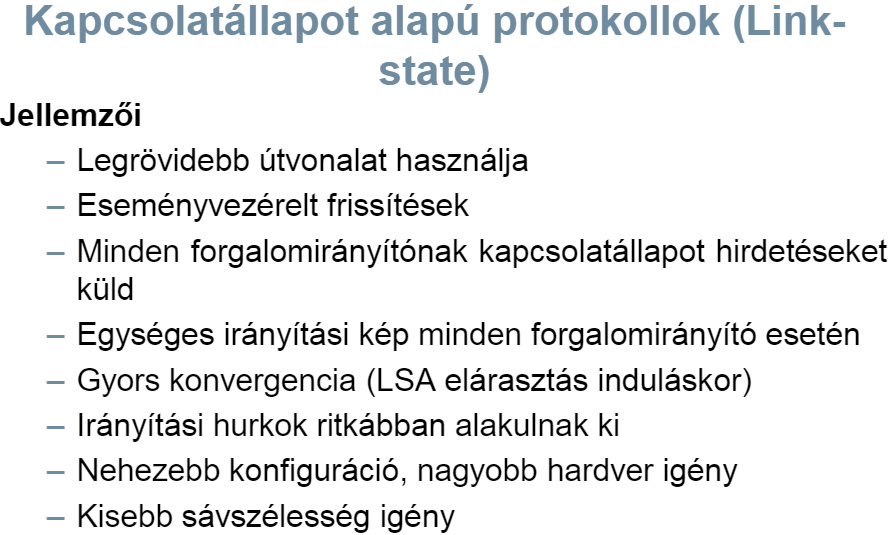 Kapcsolatállapot alapú protokollok (Link-
state)
Jellemzői
– Legrövidebb útvonalat használja
– Eseményvezérelt frissítések
– Minden forgalomirányítónak kapcsolatállapot hirdetéseket
küld
– Egységes irányítási kép minden forgalomirányító esetén
– Gyors konvergencia (LSA elárasztás induláskor)
– Irányítási hurkok ritkábban alakulnak ki
– Nehezebb konfiguráció, nagyobb hardver igény
– Kisebb sávszélesség igény